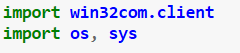 import win32com.client
import os, sys